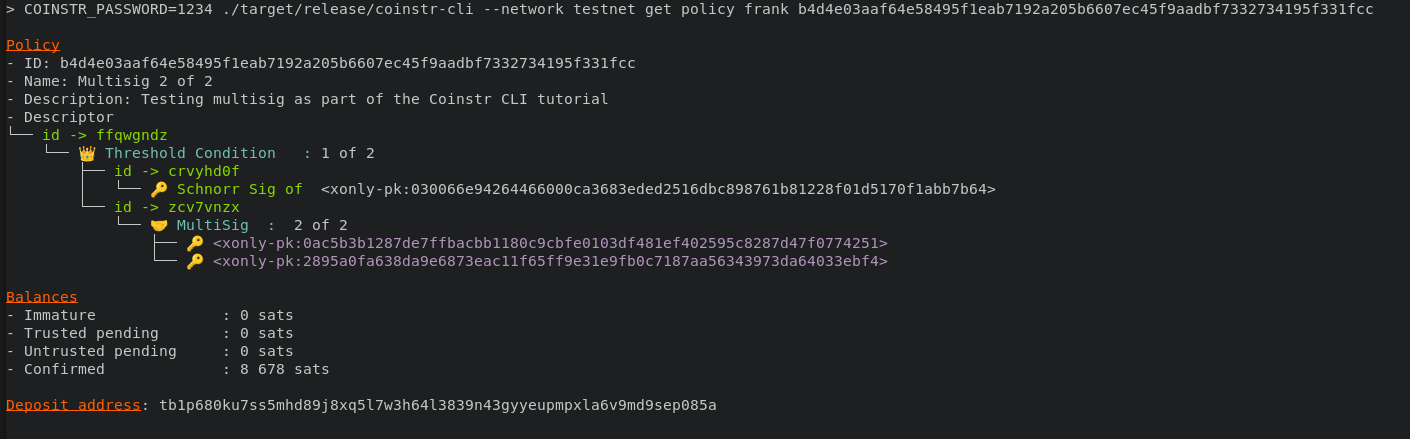 > COINSTR_PASSWORD=1234 ./target/release/coinstr-cli --network testnet get policy frank b4d4e03aaf64e58495f1eab7192a205b6607ec45f9aadbf7332734195f331fcc
Policy
- ID: b4d4e03aaf64e58495f1eab7192a205b6607ec45f9aadbf7332734195f331fcc
- Name: Multisig 2 of 2
- Description: Testing multisig as part of the Coinstr CLI tutorial
- Descriptor
└── id -> ffqwgndz
    └── 👑 Threshold Condition   : 1 of 2
        ├── id -> crvyhd0f
        │   └── 🔑 Schnorr Sig of  <xonly-pk:030066e94264466000ca3683eded2516dbc898761b81228f01d5170f1abb7b64>
        └── id -> zcv7vnzx
            └── 🤝 MultiSig  :  2 of 2
                ├── 🔑 <xonly-pk:0ac5b3b1287de7ffbacbb1180c9cbfe0103df481ef402595c8287d47f0774251>
                └── 🔑 <xonly-pk:2895a0fa638da9e6873eac11f65ff9e31e9fb0c7187aa56343973da64033ebf4>
Balances
- Immature              : 0 sats
- Trusted pending       : 0 sats
- Untrusted pending     : 0 sats
- Confirmed             : 8 678 sats
Deposit address: tb1p680ku7ss5mhd89j8xq5l7w3h64l3839n43gyyeupmpxla6v9md9sep085a